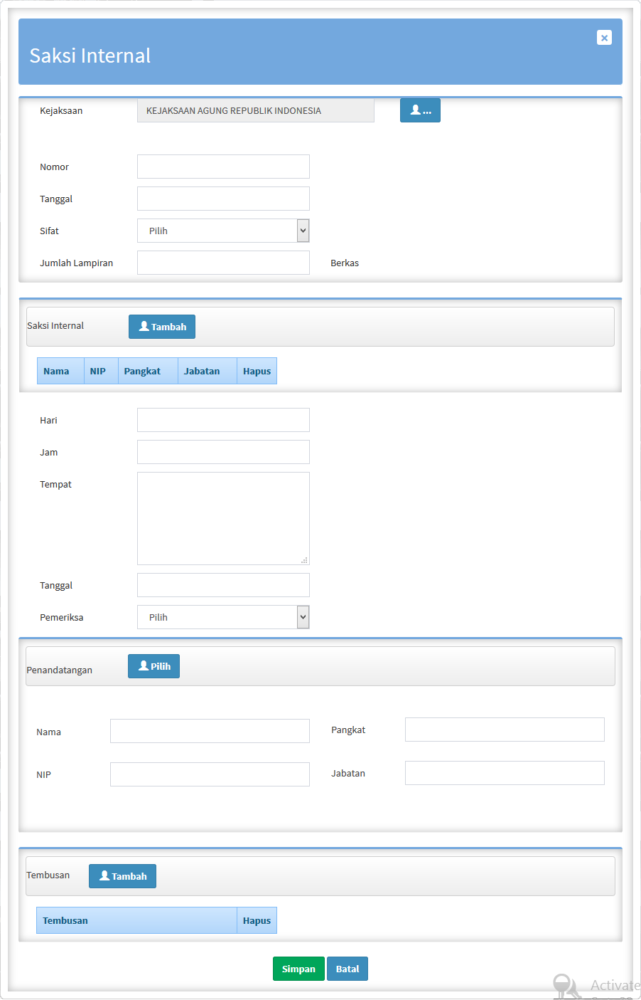 Saksi Internal
Kejaksaan KEJAKSAAN AGUNG REPUBLIK INDONESIA ...
Nomor
Tanggal
Sifat Pilih
Jumlah Lampiran Berkas
Saksi Internal Tambah
Nama NIP Pangkat Jabatan Hapus
Hari
Jam
Tempat
Tanggal
Pemeriksa Pilih
Penandatangan Pilih
Nama Pangkat
NIP Jabatan
Tembusan Tambah
Tembusan Hapus
Simpan Batal
Activate